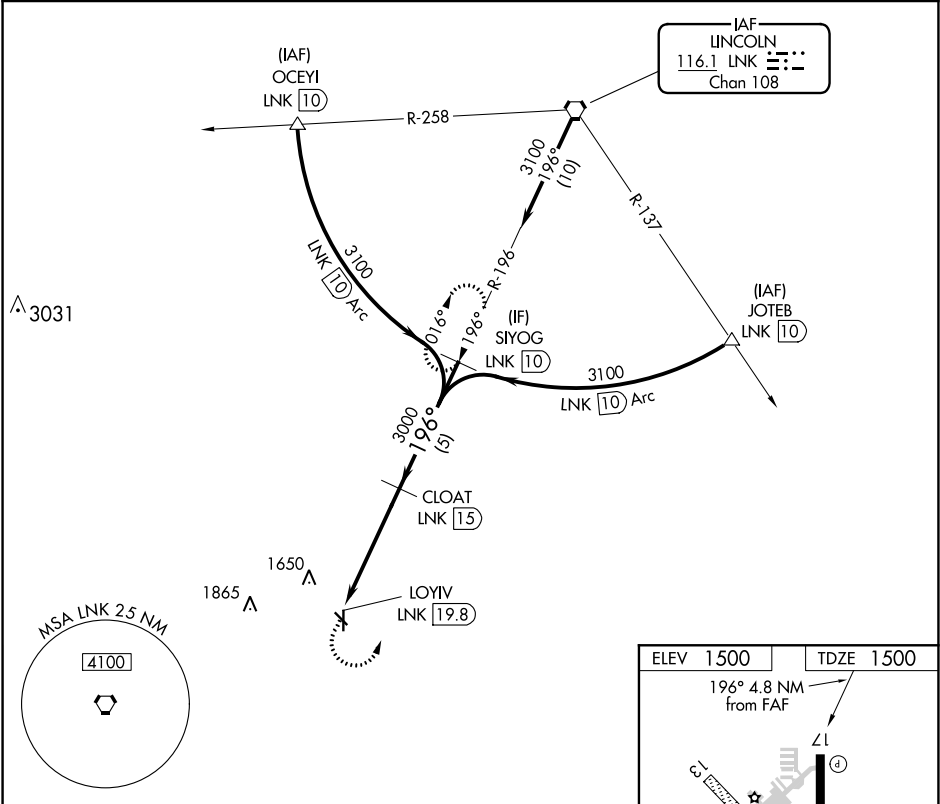 IAF
LINCOLN
116.1 LNK
Chan 108
(IAF)
OCEYI
LNK 10
R-258
3100
196°
(10)
R-137
3100
LNK 10 Arc
R-196
3031
016°
196°
(IF)
SIYOG
LNK 10
(IAF)
JOTEB
LNK 10
3100
LNK 10 Arc
3000
196°
(5)
CLOAT
LNK 15
1650
1865
LOYIV
LNK 19.8
MSA LNK 25 NM
4100
ELEV 1500
TDZE 1500
196° 4.8 NM
from FAF
17
P
13